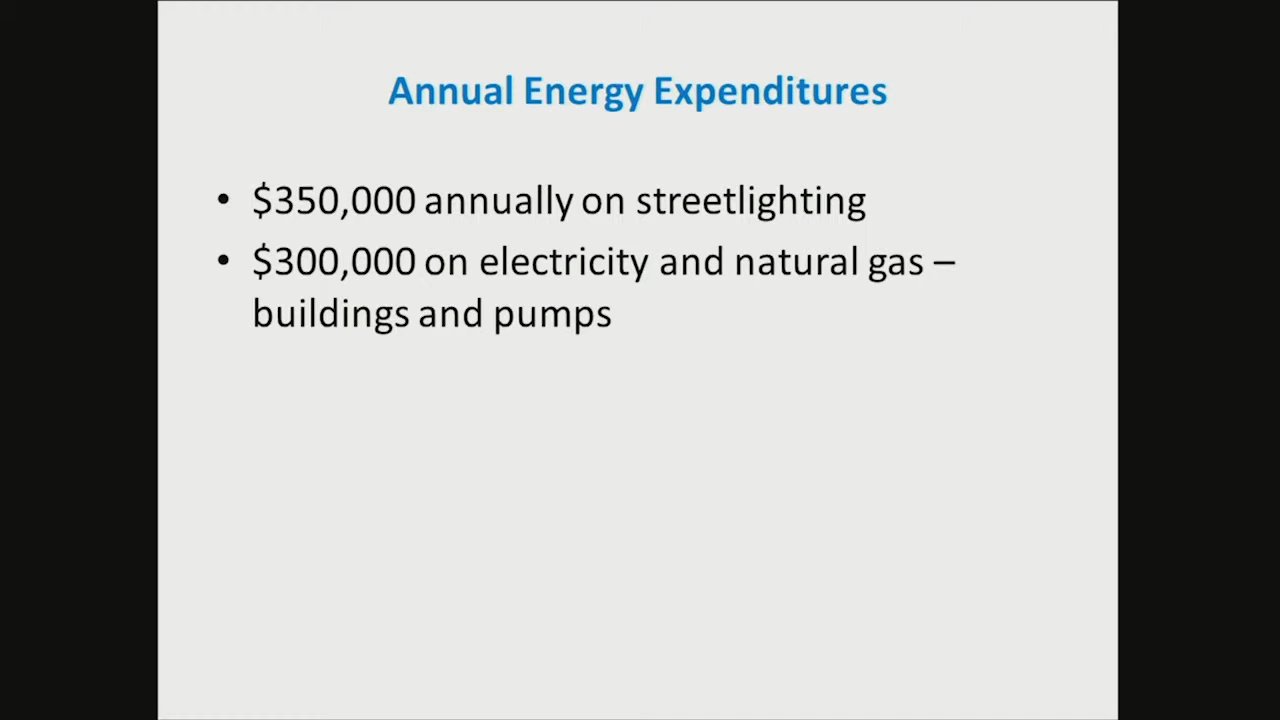 Annual Energy Expenditures
• $350,000 annually on streetlighting
• $300,000 on electricity and natural gas –
buildings and pumps